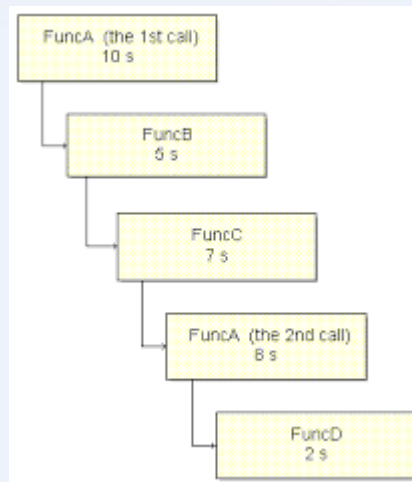 FuncA (the 1st call)
10 s
FuncB
5 s
FuncC
7 s
FuncA (the 2nd call)
8 s
FuncD
2 s